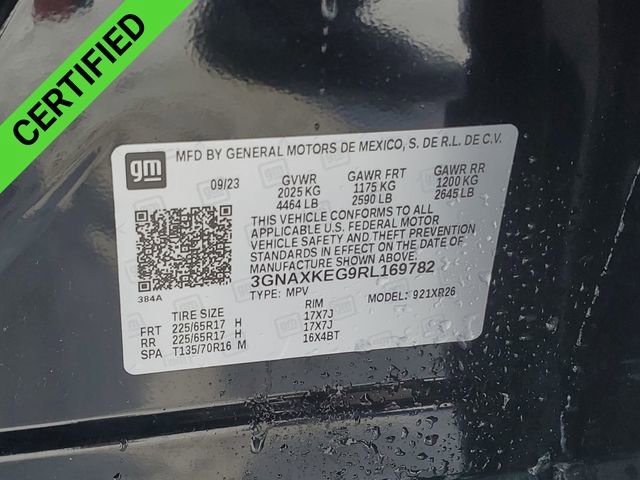 CERTIFIED
gm MFD BY GENERAL MOTORS DE MEXICO, S. DE R.L. DE C.V.
09/23 GVWR GAWR FRT GAWR RR
2025 KG 1175 KG 1200 KG
4464 LB 2590 LB 2645 LB
THIS VEHICLE CONFORMS TO ALL
APPLICABLE U.S. FEDERAL MOTOR
VEHICLE SAFETY AND THEFT PREVENTION
STANDARDS IN EFFECT ON THE DATE OF
MANUFACTURE SHOWN ABOVE.
3GNAXKEG9RL169782
384A TYPE: MPV MODEL: 921XR26
TIRE SIZE RIM
FRT 225/65R17 H 17X7J
RR 225/65R17 H 17X7J
SPA T135/70R16 M 16X4BT